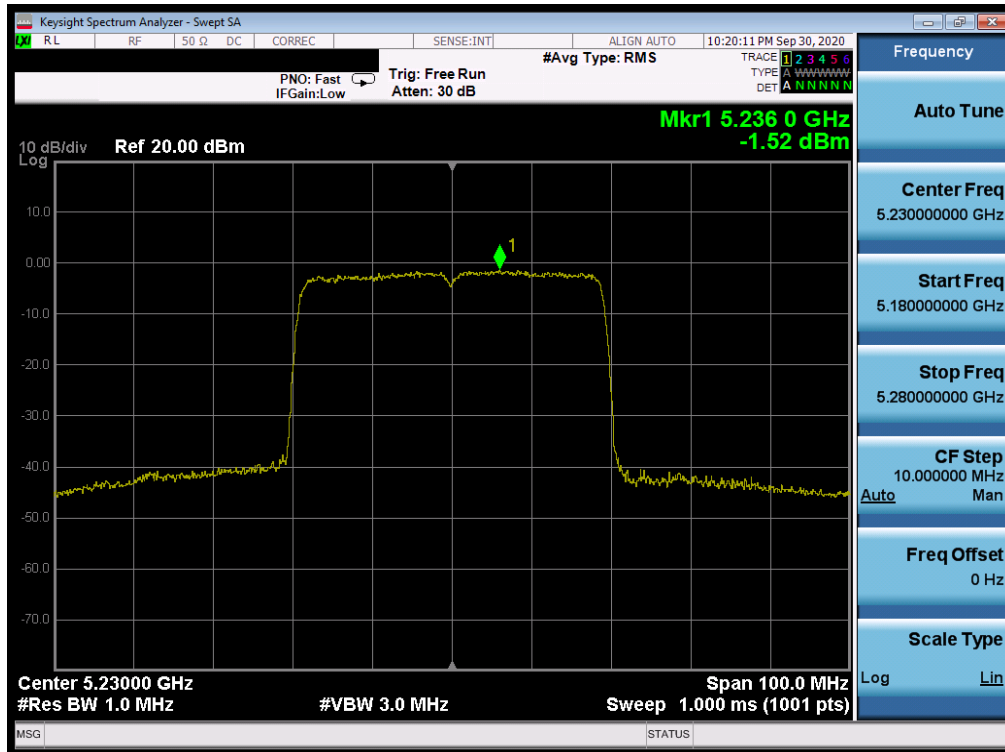 Keysight Spectrum Analyzer - Swept SA
LXI RL RF 50 Ω DC CORREC SENSE:INT ALIGN AUTO 10:20:11 PM Sep 30, 2020
#Avg Type: RMS TRACE 1 2 3 4 5 6
PNO: Fast Trig: Free Run TYPE A WWWWW
IFGain:Low Atten: 30 dB DET A N N N N N
Mkr1 5.236 0 GHz
-1.52 dBm
10 dB/div Ref 20.00 dBm
Log
10.0
1
0.00
-10.0
-20.0
-30.0
-40.0
-50.0
-60.0
-70.0
Center 5.23000 GHz Span 100.0 MHz
#Res BW 1.0 MHz #VBW 3.0 MHz Sweep 1.000 ms (1001 pts)
MSG STATUS
Frequency
Auto Tune
Center Freq
5.230000000 GHz
Start Freq
5.180000000 GHz
Stop Freq
5.280000000 GHz
CF Step
10.000000 MHz
Auto Man
Freq Offset
0 Hz
Scale Type
Log Lin